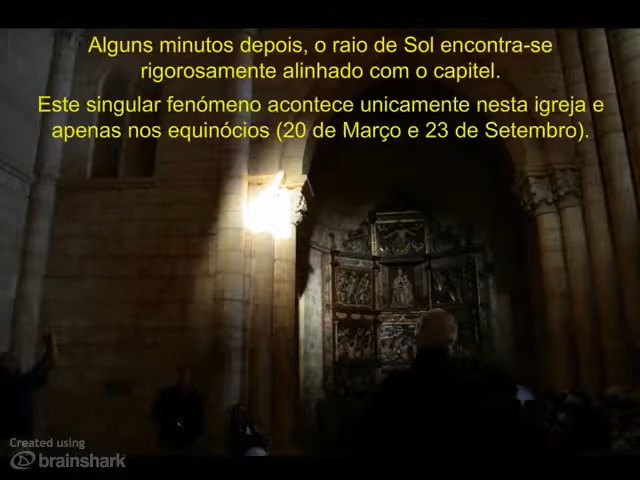 Alguns minutos depois, o raio de Sol encontra-se
rigorosamente alinhado com o capitel.
Este singular fenómeno acontece unicamente nesta igreja e
apenas nos equinócios (20 de Março e 23 de Setembro).
Created using
brainshark